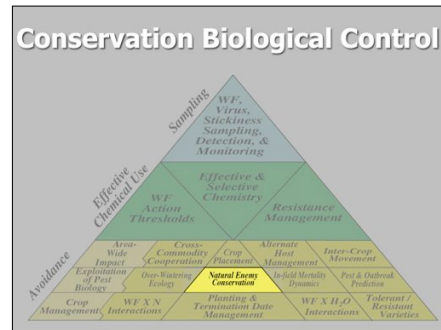 Conservation Biological Control
Sampling
WF,
Virus,
Stickiness
Sampling,
Detection, &
Monitoring
Effective
Chemical Use
WF
Action
Thresholds
Effective &
Selective
Chemistry
Resistance
Management
Avoidance
Area-
Wide
Impact
Cross-
Commodity
Cooperation
Crop
Placement
Alternate
Host
Management
Inter-Crop
Movement
Exploitation
of Pest
Biology
Over-Wintering
Ecology
Natural Enemy
Conservation
In-field Mortality
Dynamics
Pest & Outbreak
Prediction
Crop
Management
WF X N
Interactions
Planting &
Termination Date
Management
WF X H₂O
Interactions
Tolerant /
Resistant
Varieties